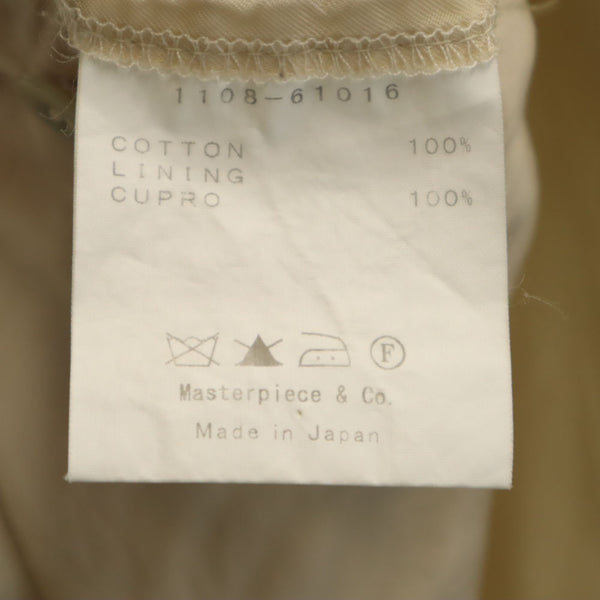 1108-61016
COTTON 100%
LINING
CUPRO 100%
F
Masterpiece & Co.
Made in Japan